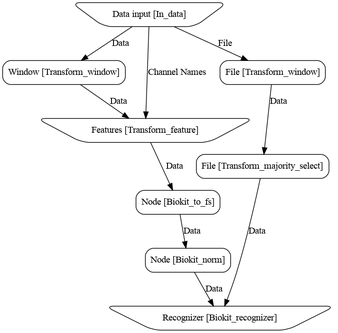 Data input [In_data]
Data
File
Window [Transform_window]
Channel Names
File [Transform_window]
Data
Data
Features [Transform_feature]
Data
File [Transform_majority_select]
Node [Biokit_to_fs]
Data
Data
Node [Biokit_norm]
Data
Recognizer [Biokit_recognizer]